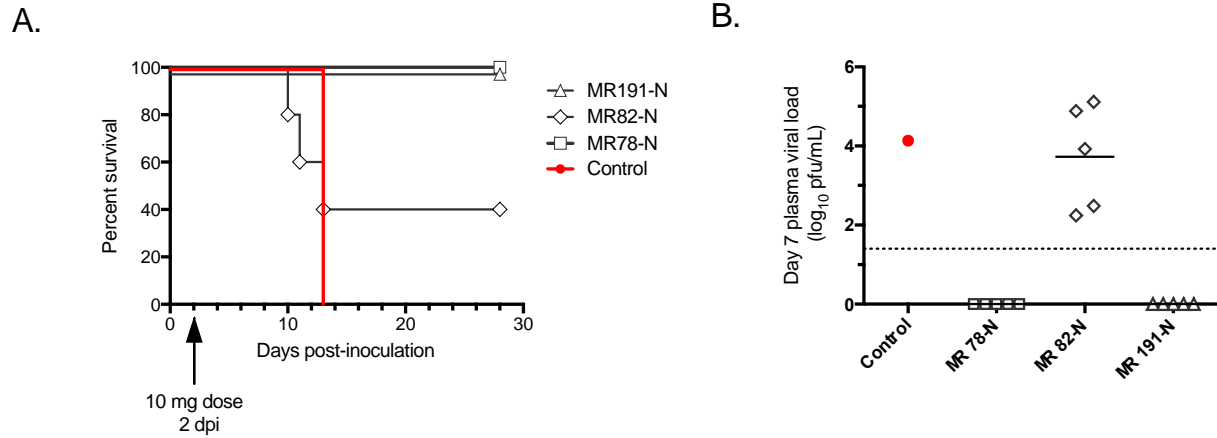 A.
Percent survival
100
80
60
40
20
0
0
10
20
30
Days post-inoculation
10 mg dose
2 dpi
MR191-N
MR82-N
MR78-N
Control
B.
Day 7 plasma viral load
(log10 pfu/mL)
6
4
2
0
Control
MR 78-N
MR 82-N
MR 191-N